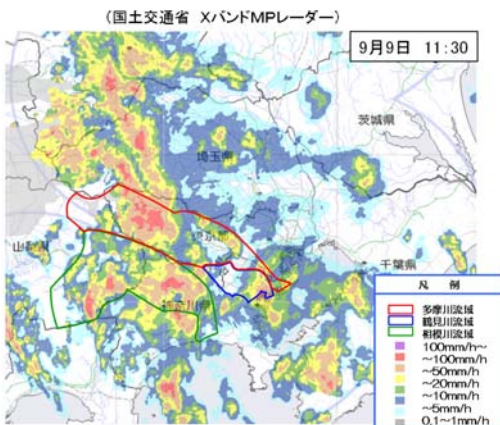 (国土交通省 XバンドMPレーダー)
9月9日 11:30
茨城県
埼玉県
東京都
山梨県
千葉県
神奈川県
凡 例
多摩川流域
鶴見川流域
相模川流域
100mm/h~
~100mm/h
~50mm/h
~20mm/h
~10mm/h
~5mm/h
0.1~1mm/h